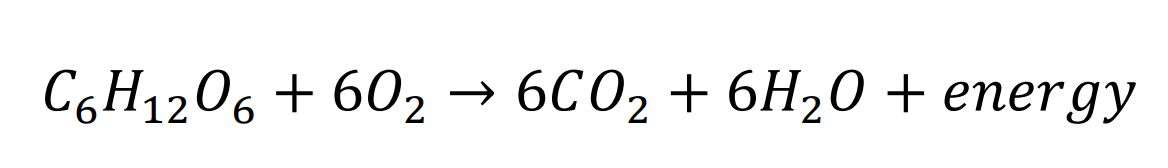 C₆H₁₂O₆ + 6O₂ → 6CO₂ + 6H₂O + energy